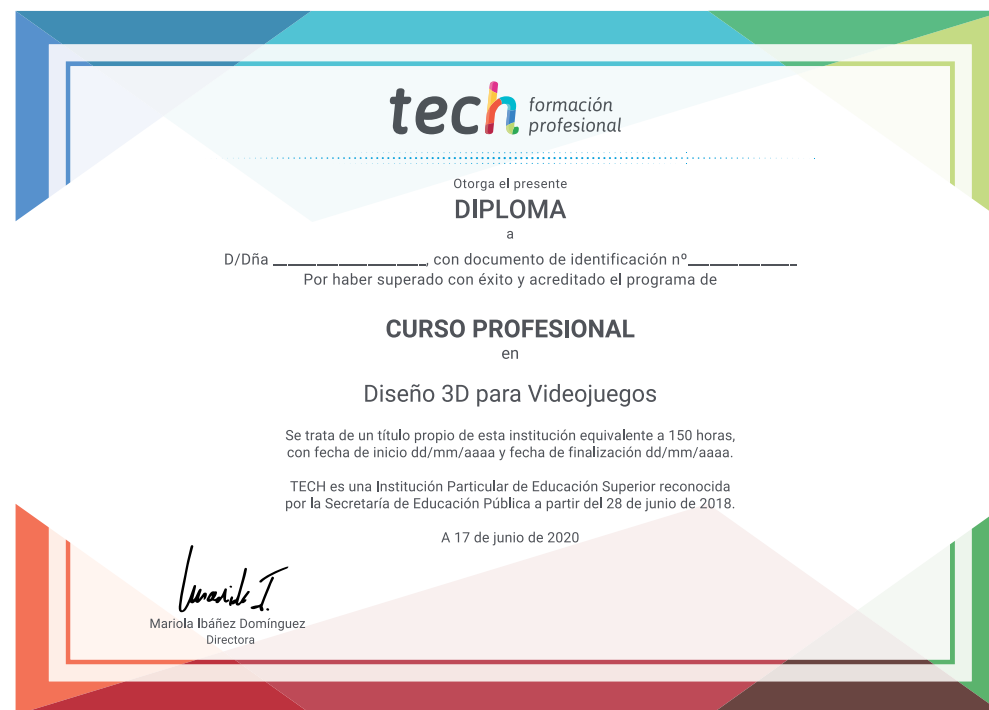 tech formación
profesional
Otorga el presente
DIPLOMA
a
D/Dña ____________________, con documento de identificación nº______________
Por haber superado con éxito y acreditado el programa de
CURSO PROFESIONAL
en
Diseño 3D para Videojuegos
Se trata de un título propio de esta institución equivalente a 150 horas,
con fecha de inicio dd/mm/aaaa y fecha de finalización dd/mm/aaaa.
TECH es una Institución Particular de Educación Superior reconocida
por la Secretaría de Educación Pública a partir del 28 de junio de 2018.
A 17 de junio de 2020
Mariola Ibáñez Domínguez
Directora